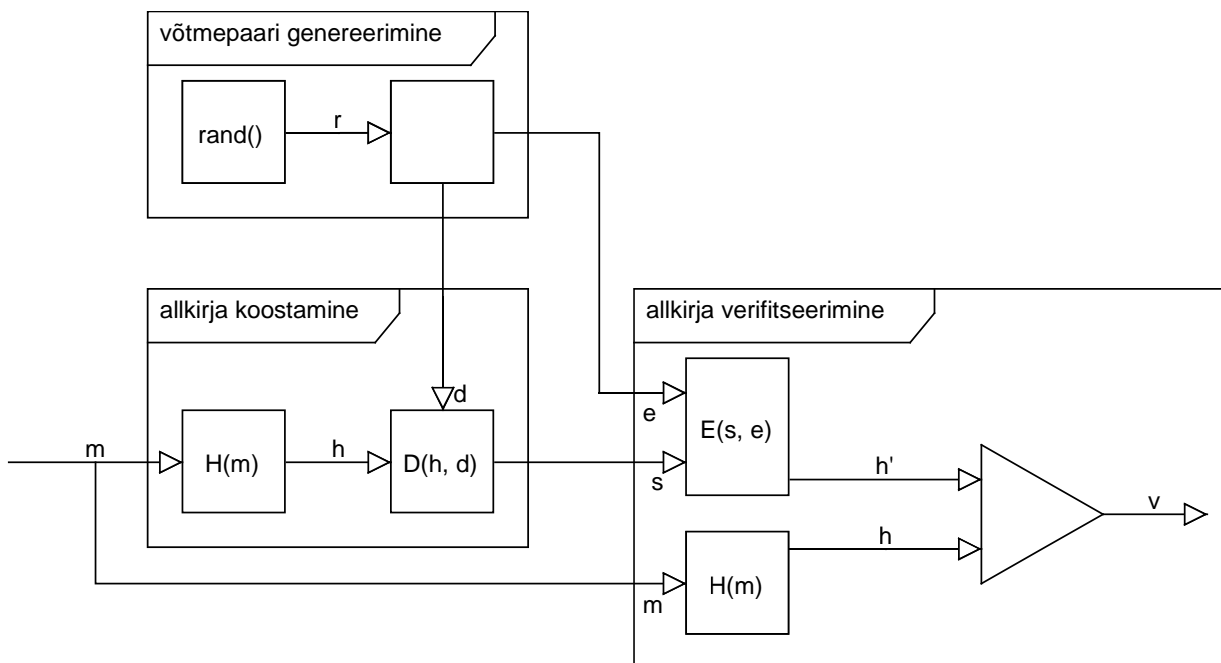 võtmepaari genereerimine
rand()
r
allkirja koostamine
d
m
H(m)
h
D(h, d)
allkirja verifitseerimine
e
s
E(s, e)
h'
m
H(m)
h
v